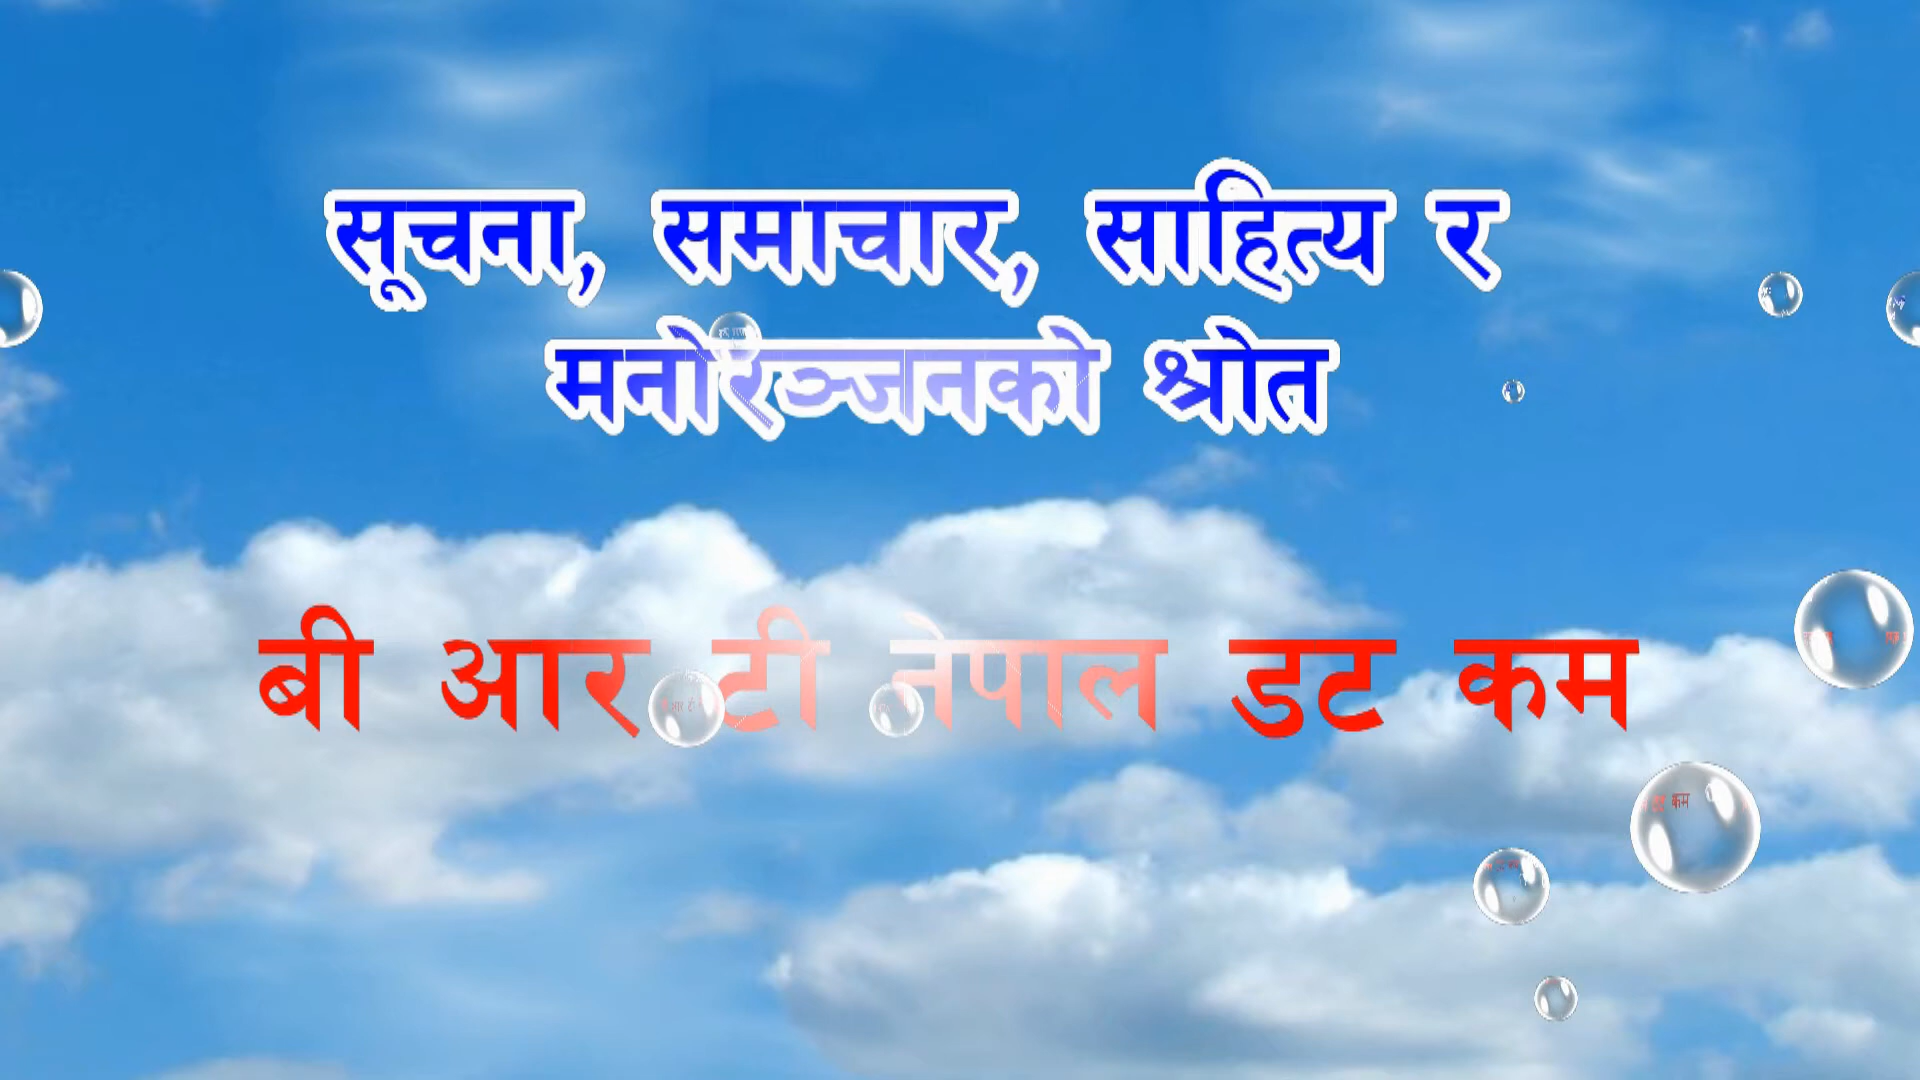 सूचना, समाचार, साहित्य र
मनोरञ्जनको श्रोत
बी आर टी नेपाल डट कम